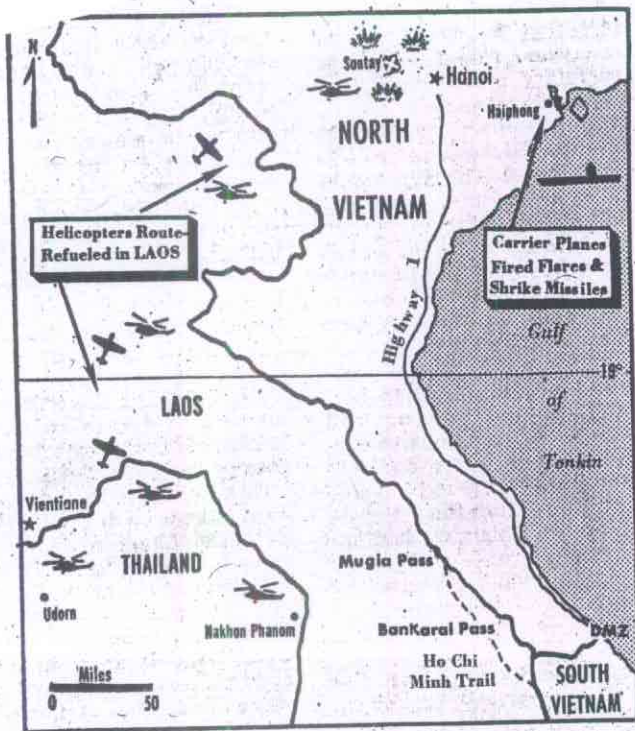 N
Sontay
Hanoi
Haiphong
NORTH
VIETNAM
Helicopters Route
Refueled in LAOS
Carrier Planes
Fired Flares &
Shrike Missiles
Highway 1
Gulf
of
Tonkin
19°
LAOS
Vientiane
THAILAND
Udorn
Nakhon Phanom
Mugia Pass
BanKarai Pass
Ho Chi
Minh Trail
DMZ
SOUTH
VIETNAM
Miles
0 50